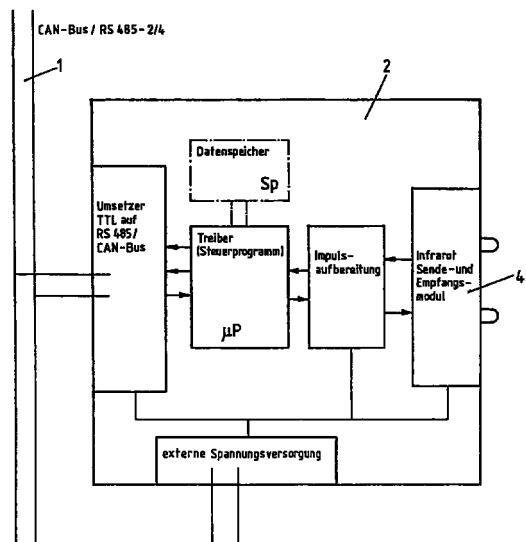 CAN-Bus / RS 485-2/4
1
2
Datenspeicher
Sp
Umsetzer
TTL auf
RS 485/
CAN-Bus
Treiber
(Steuerprogramm)
µP
Impuls-
aufbereitung
Infrarot
Sende-und
Empfangs-
modul
4
externe Spannungsversorgung